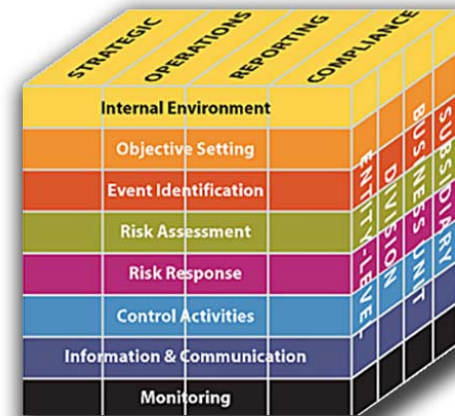 STRATEGIC
OPERATIONS
REPORTING
COMPLIANCE
Internal Environment
Objective Setting
Event Identification
Risk Assessment
Risk Response
Control Activities
Information & Communication
Monitoring
ENTITY-LEVEL
DIVISION
BUSINESS UNIT
SUBSIDIARY